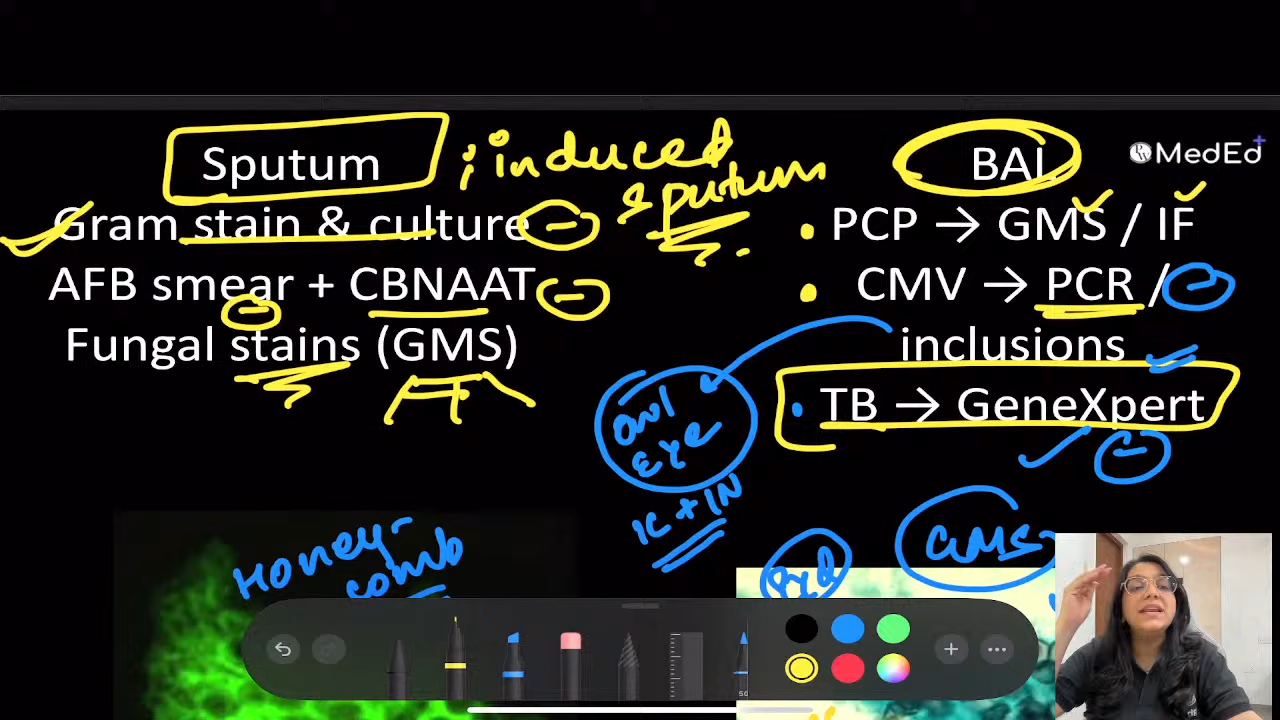 Sputum ; induced sputum
Gram stain & culture
AFB smear + CBNAAT
Fungal stains (GMS)
BAL
MedEd
PCP → GMS / IF
CMV → PCR /
inclusions
TB → GeneXpert
owl
Eye
IC + IN
Honey-
comb
GMS